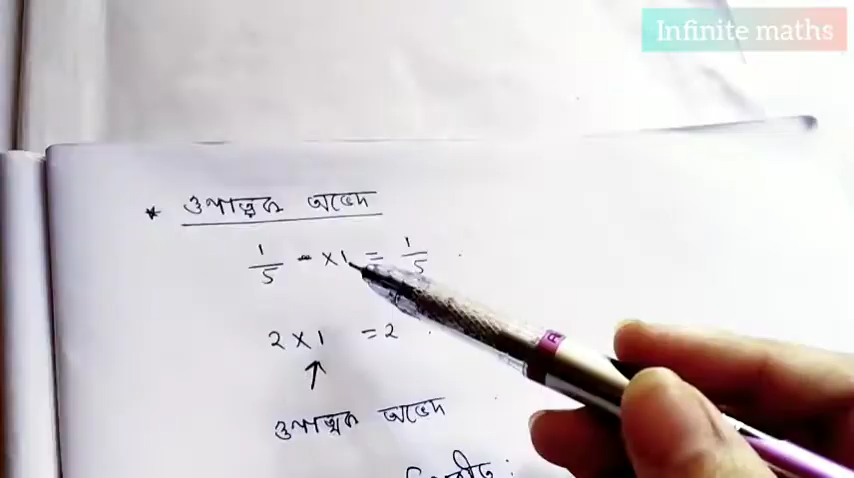 Infinite maths
* গুণাত্মক অভেদ
1/5 - ×1 = 1/5
2×1 = 2
↑
গুণাত্মক অভেদ